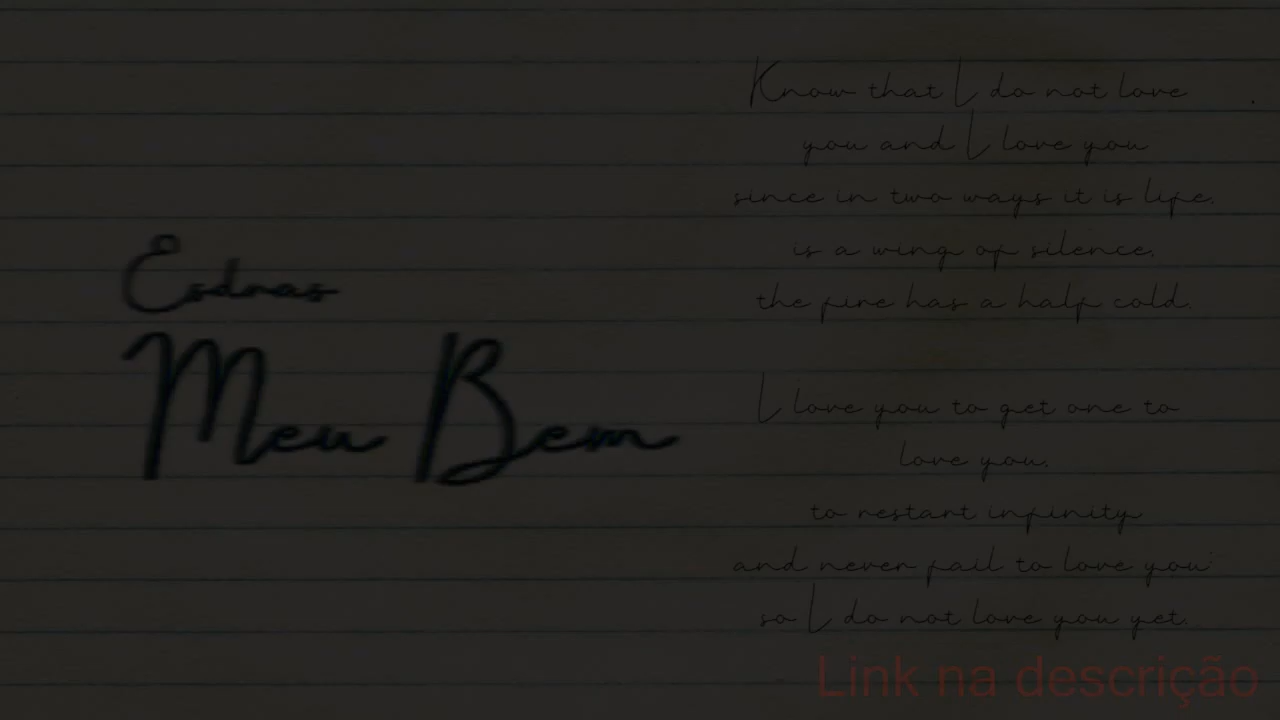 Esdras
Meu Bem
Know that I do not love
you and I love you
since in two ways it is life,
is a wing of silence,
the fire has a half cold.
I love you to get one to
love you,
to restart infinity
and never fail to love you:
so I do not love you yet.
Link na descrição